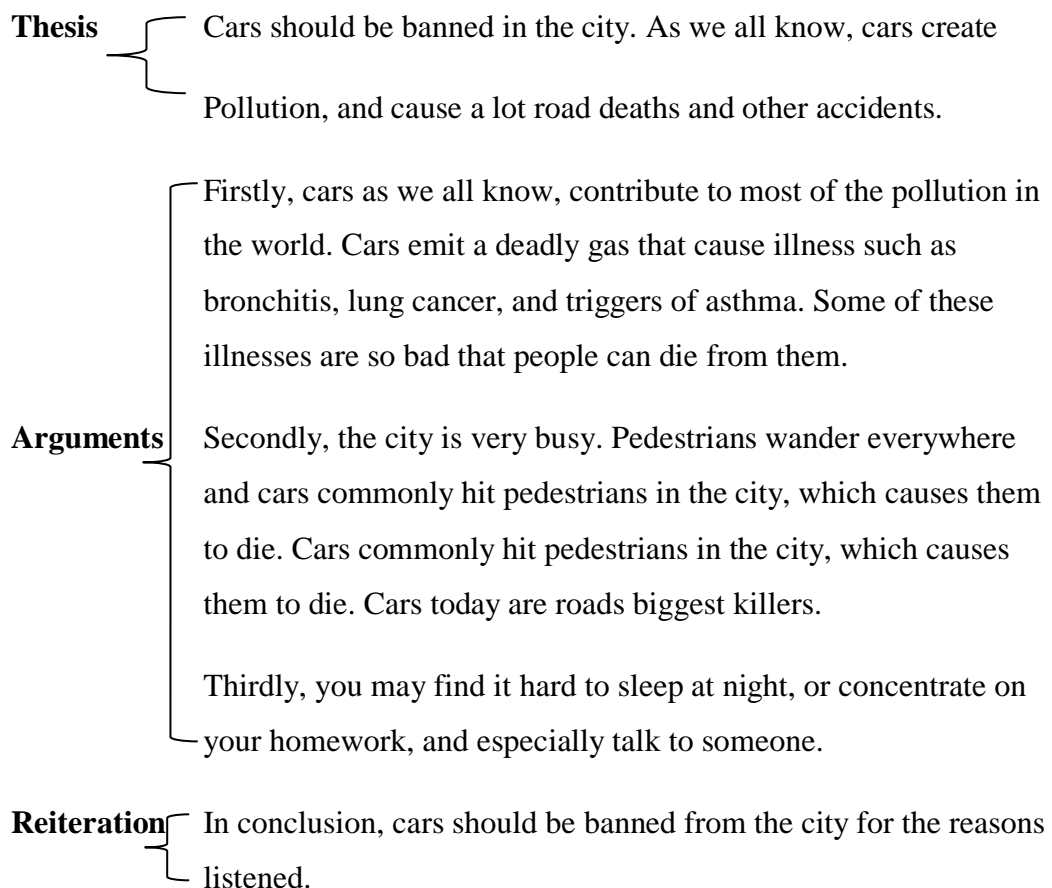 Thesis Cars should be banned in the city. As we all know, cars create
Pollution, and cause a lot road deaths and other accidents.
Firstly, cars as we all know, contribute to most of the pollution in
the world. Cars emit a deadly gas that cause illness such as
bronchitis, lung cancer, and triggers of asthma. Some of these
illnesses are so bad that people can die from them.
Arguments Secondly, the city is very busy. Pedestrians wander everywhere
and cars commonly hit pedestrians in the city, which causes them
to die. Cars commonly hit pedestrians in the city, which causes
them to die. Cars today are roads biggest killers.
Thirdly, you may find it hard to sleep at night, or concentrate on
your homework, and especially talk to someone.
Reiteration In conclusion, cars should be banned from the city for the reasons
listened.